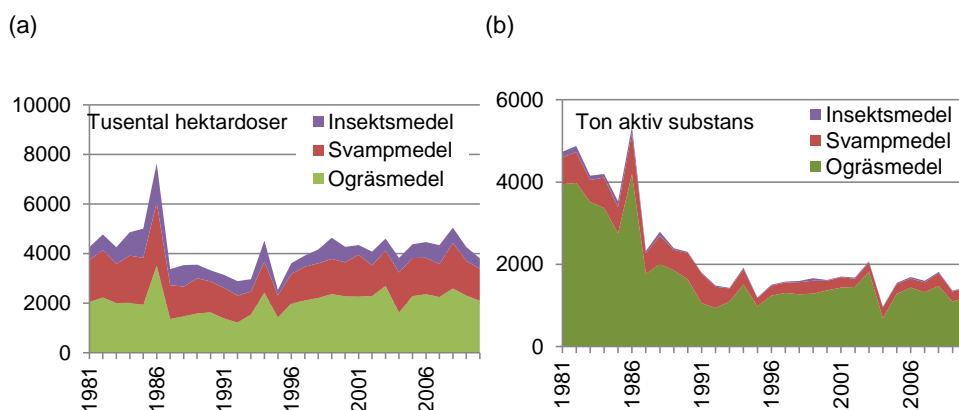 (a)
(b)
10000
8000
6000
4000
2000
0
Tusental hektardoser
Insektsmedel
Svampmedel
Ogräsmedel
1981
1986
1991
1996
2001
2006
6000
4000
2000
0
Ton aktiv substans
Insektsmedel
Svampmedel
Ogräsmedel
1981
1986
1991
1996
2001
2006